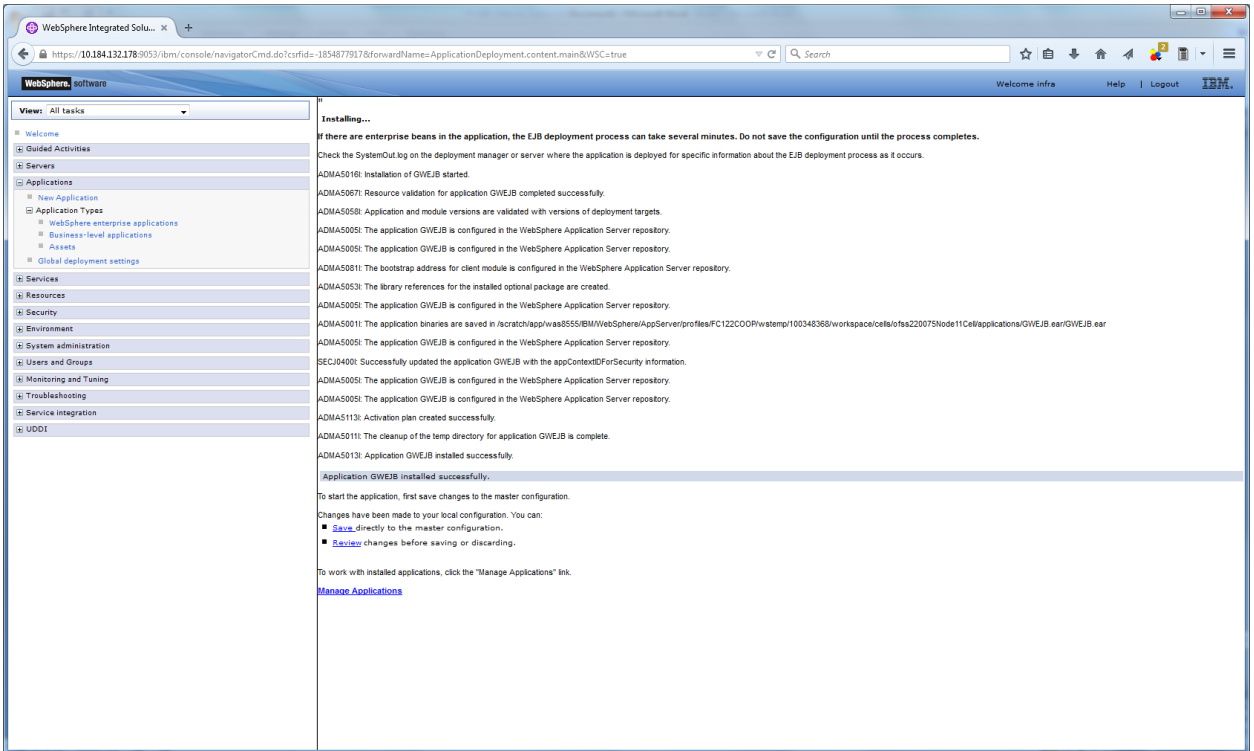 WebSphere Integrated Solu... ×
+
https://10.184.132.178:9053/ibm/console/navigatorCmd.do?csrfid=-1854877917&forwardName=ApplicationDeployment.content.main&WSC=true
Search
2
WebSphere. software
Welcome infra
Help | Logout
IBM.
View: All tasks
Welcome
Guided Activities
Servers
Applications
New Application
Application Types
WebSphere enterprise applications
Business-level applications
Assets
Global deployment settings
Services
Resources
Security
Environment
System administration
Users and Groups
Monitoring and Tuning
Troubleshooting
Service integration
UDDI
"
Installing...
If there are enterprise beans in the application, the EJB deployment process can take several minutes. Do not save the configuration until the process completes.
Check the SystemOut.log on the deployment manager or server where the application is deployed for specific information about the EJB deployment process as it occurs.
ADMA5016I: Installation of GWEJB started.
ADMA5067I: Resource validation for application GWEJB completed successfully.
ADMA5058I: Application and module versions are validated with versions of deployment targets.
ADMA5005I: The application GWEJB is configured in the WebSphere Application Server repository.
ADMA5005I: The application GWEJB is configured in the WebSphere Application Server repository.
ADMA5081I: The bootstrap address for client module is configured in the WebSphere Application Server repository.
ADMA5053I: The library references for the installed optional package are created.
ADMA5005I: The application GWEJB is configured in the WebSphere Application Server repository.
ADMA5001I: The application binaries are saved in /scratch/app/was8555/IBM/WebSphere/AppServer/profiles/FC122COOP/wstemp/100348368/workspace/cells/ofss220075Node11Cell/applications/GWEJB.ear/GWEJB.ear
ADMA5005I: The application GWEJB is configured in the WebSphere Application Server repository.
SECJ0400I: Successfully updated the application GWEJB with the appContextIDForSecurity information.
ADMA5005I: The application GWEJB is configured in the WebSphere Application Server repository.
ADMA5005I: The application GWEJB is configured in the WebSphere Application Server repository.
ADMA5113I: Activation plan created successfully.
ADMA5011I: The cleanup of the temp directory for application GWEJB is complete.
ADMA5013I: Application GWEJB installed successfully.
Application GWEJB installed successfully.
To start the application, first save changes to the master configuration.
Changes have been made to your local configuration. You can:
Save directly to the master configuration.
Review changes before saving or discarding.
To work with installed applications, click the "Manage Applications" link.
Manage Applications